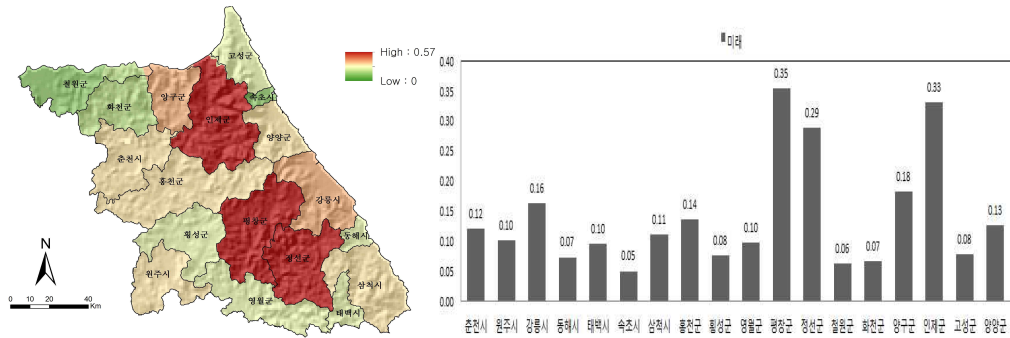 고성군
철원군
화천군
양구군
인제군
속초시
양양군
춘천시
홍천군
강릉시
평창군
횡성군
동해시
정선군
원주시
삼척시
영월군
태백시
High : 0.57
Low : 0
N
0 10 20 40
Km
미래
0.40
0.35
0.30
0.25
0.20
0.15
0.10
0.05
0.00
0.12 0.10 0.16 0.07 0.10 0.05 0.11 0.14 0.08 0.10 0.35 0.29 0.06 0.07 0.18 0.33 0.08 0.13
춘천시 원주시 강릉시 동해시 태백시 속초시 삼척시 홍천군 횡성군 영월군 평창군 정선군 철원군 화천군 양구군 인제군 고성군 양양군